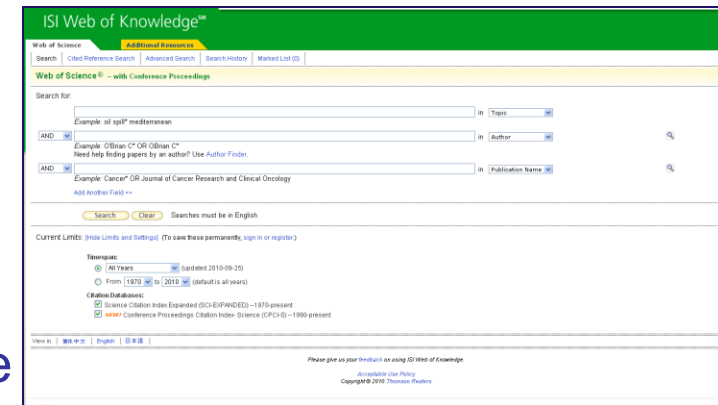 ISI Web of Knowledge℠
Web of Science Additional Resources
Search Cited Reference Search Advanced Search Search History Marked List (0)
Web of Science® – with Conference Proceedings
Search for:
in Topic
Example: oil spill* mediterranean
AND in Author
Example: O'Brian C* OR OBrian C*
Need help finding papers by an author? Use Author Finder.
AND in Publication Name
Example: Cancer* OR Journal of Cancer Research and Clinical Oncology
Add Another Field >>
Search Clear Searches must be in English
Current Limits: [Hide Limits and Settings] (To save these permanently, sign in or register.)
Timespan:
All Years (updated 2010-09-25)
From 1970 to 2010 (default is all years)
Citation Databases:
Science Citation Index Expanded (SCI-EXPANDED) --1970-present
NEW! Conference Proceedings Citation Index- Science (CPCI-S) --1990-present
View in | 简体中文 | English | 日本語 |
e
Please give us your feedback on using ISI Web of Knowledge.
Acceptable Use Policy
Copyright © 2010 Thomson Reuters